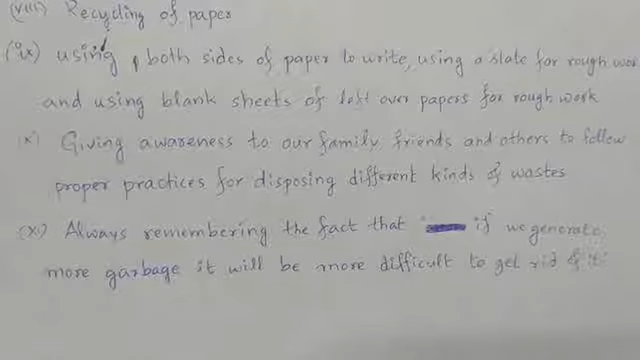 (viii) Recycling of paper
(ix) using both sides of paper to write, using a slate for rough work
and using blank sheets of left over papers for rough work
(x) Giving awareness to our family, friends and others to follow
proper practices for disposing different kinds of wastes
(xi) Always remembering the fact that if we generate
more garbage it will be more difficult to get rid of it.